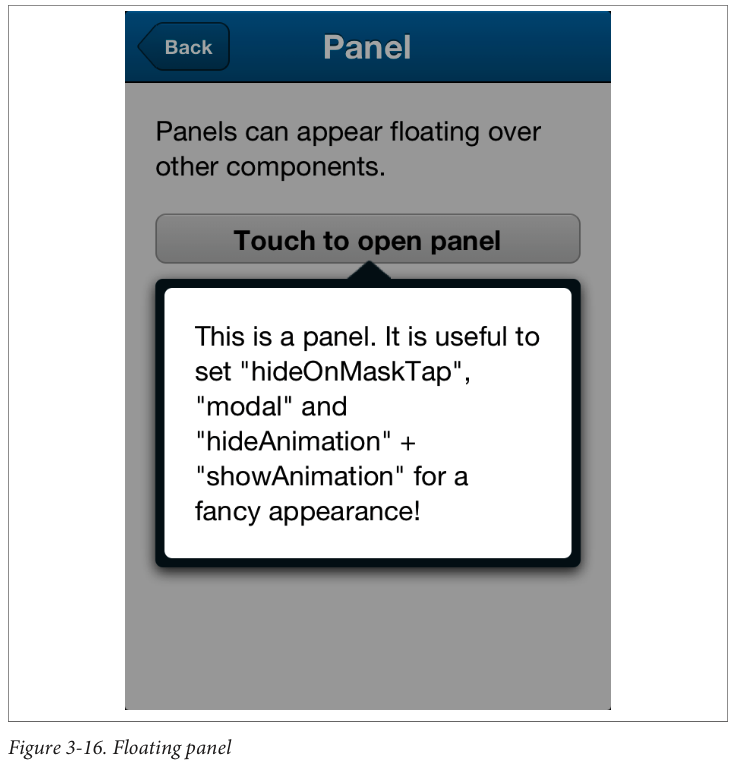 Back
Panel
Panels can appear floating over
other components.
Touch to open panel
This is a panel. It is useful to
set "hideOnMaskTap",
"modal" and
"hideAnimation" +
"showAnimation" for a
fancy appearance!
Figure 3-16. Floating panel